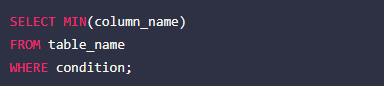 SELECT MIN(column_name)
FROM table_name
WHERE condition;